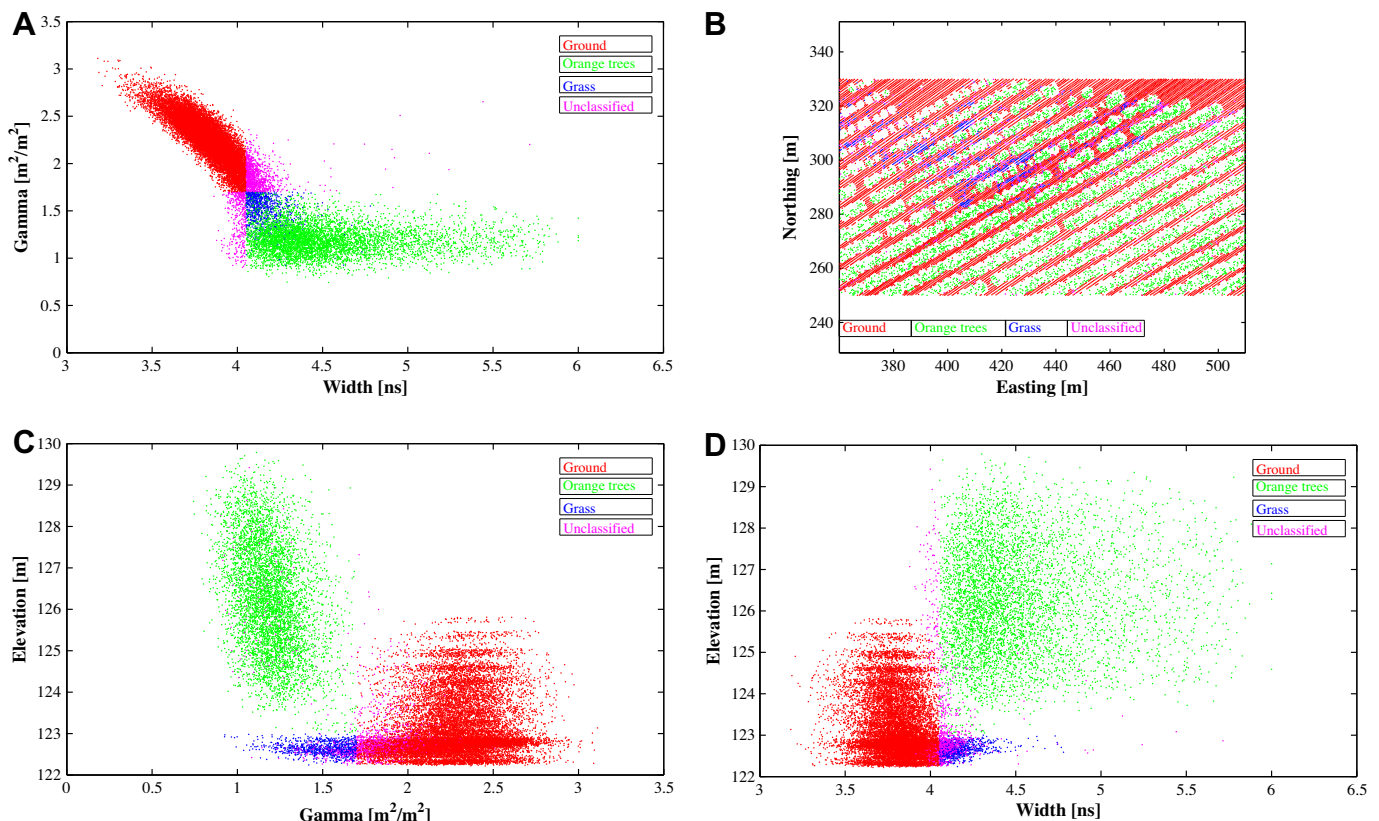 A
3.5
3
2.5
2
1.5
1
0.5
0
Gamma [m²/m²]
3
3.5
4
4.5
5
5.5
6
6.5
Width [ns]
Ground
Orange trees
Grass
Unclassified
B
340
320
300
280
260
240
Northing [m]
Ground Orange trees Grass Unclassified
380
400
420
440
460
480
500
Easting [m]
C
130
129
128
127
126
125
124
123
122
Elevation [m]
Ground
Orange trees
Grass
Unclassified
0
0.5
1
1.5
2
2.5
3
3.5
Gamma [m²/m²]
D
130
129
128
127
126
125
124
123
122
Elevation [m]
Ground
Orange trees
Grass
Unclassified
3
3.5
4
4.5
5
5.5
6
6.5
Width [ns]